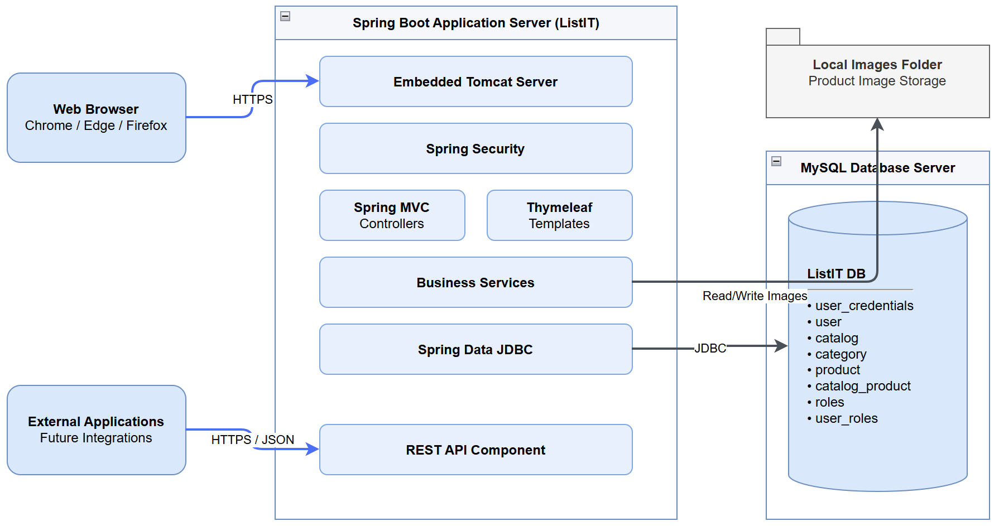 Spring Boot Application Server (ListIT)
Web Browser
Chrome / Edge / Firefox
HTTPS
Embedded Tomcat Server
Spring Security
Spring MVC
Controllers
Thymeleaf
Templates
Business Services
Read/Write Images
Spring Data JDBC
JDBC
External Applications
Future Integrations
HTTPS / JSON
REST API Component
Local Images Folder
Product Image Storage
MySQL Database Server
ListIT DB
• user_credentials
• user
• catalog
• category
• product
• catalog_product
• roles
• user_roles